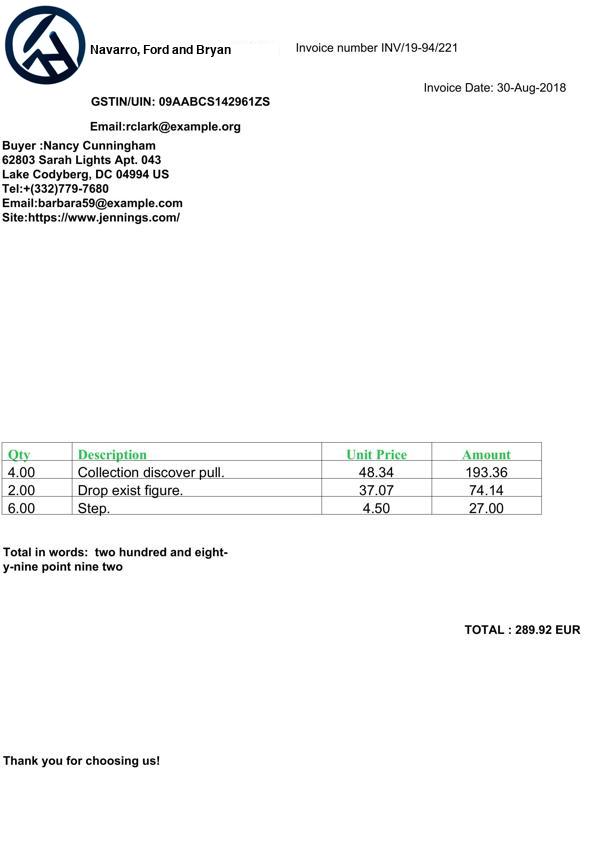 Navarro, Ford and Bryan
Invoice number INV/19-94/221
Invoice Date: 30-Aug-2018
GSTIN/UIN: 09AABCS142961ZS
Email:rclark@example.org
Buyer :Nancy Cunningham
62803 Sarah Lights Apt. 043
Lake Codyberg, DC 04994 US
Tel:+(332)779-7680
Email:barbara59@example.com
Site:https://www.jennings.com/
Qty Description Unit Price Amount
4.00 Collection discover pull. 48.34 193.36
2.00 Drop exist figure. 37.07 74.14
6.00 Step. 4.50 27.00
Total in words:  two hundred and eight-
y-nine point nine two
TOTAL : 289.92 EUR
Thank you for choosing us!